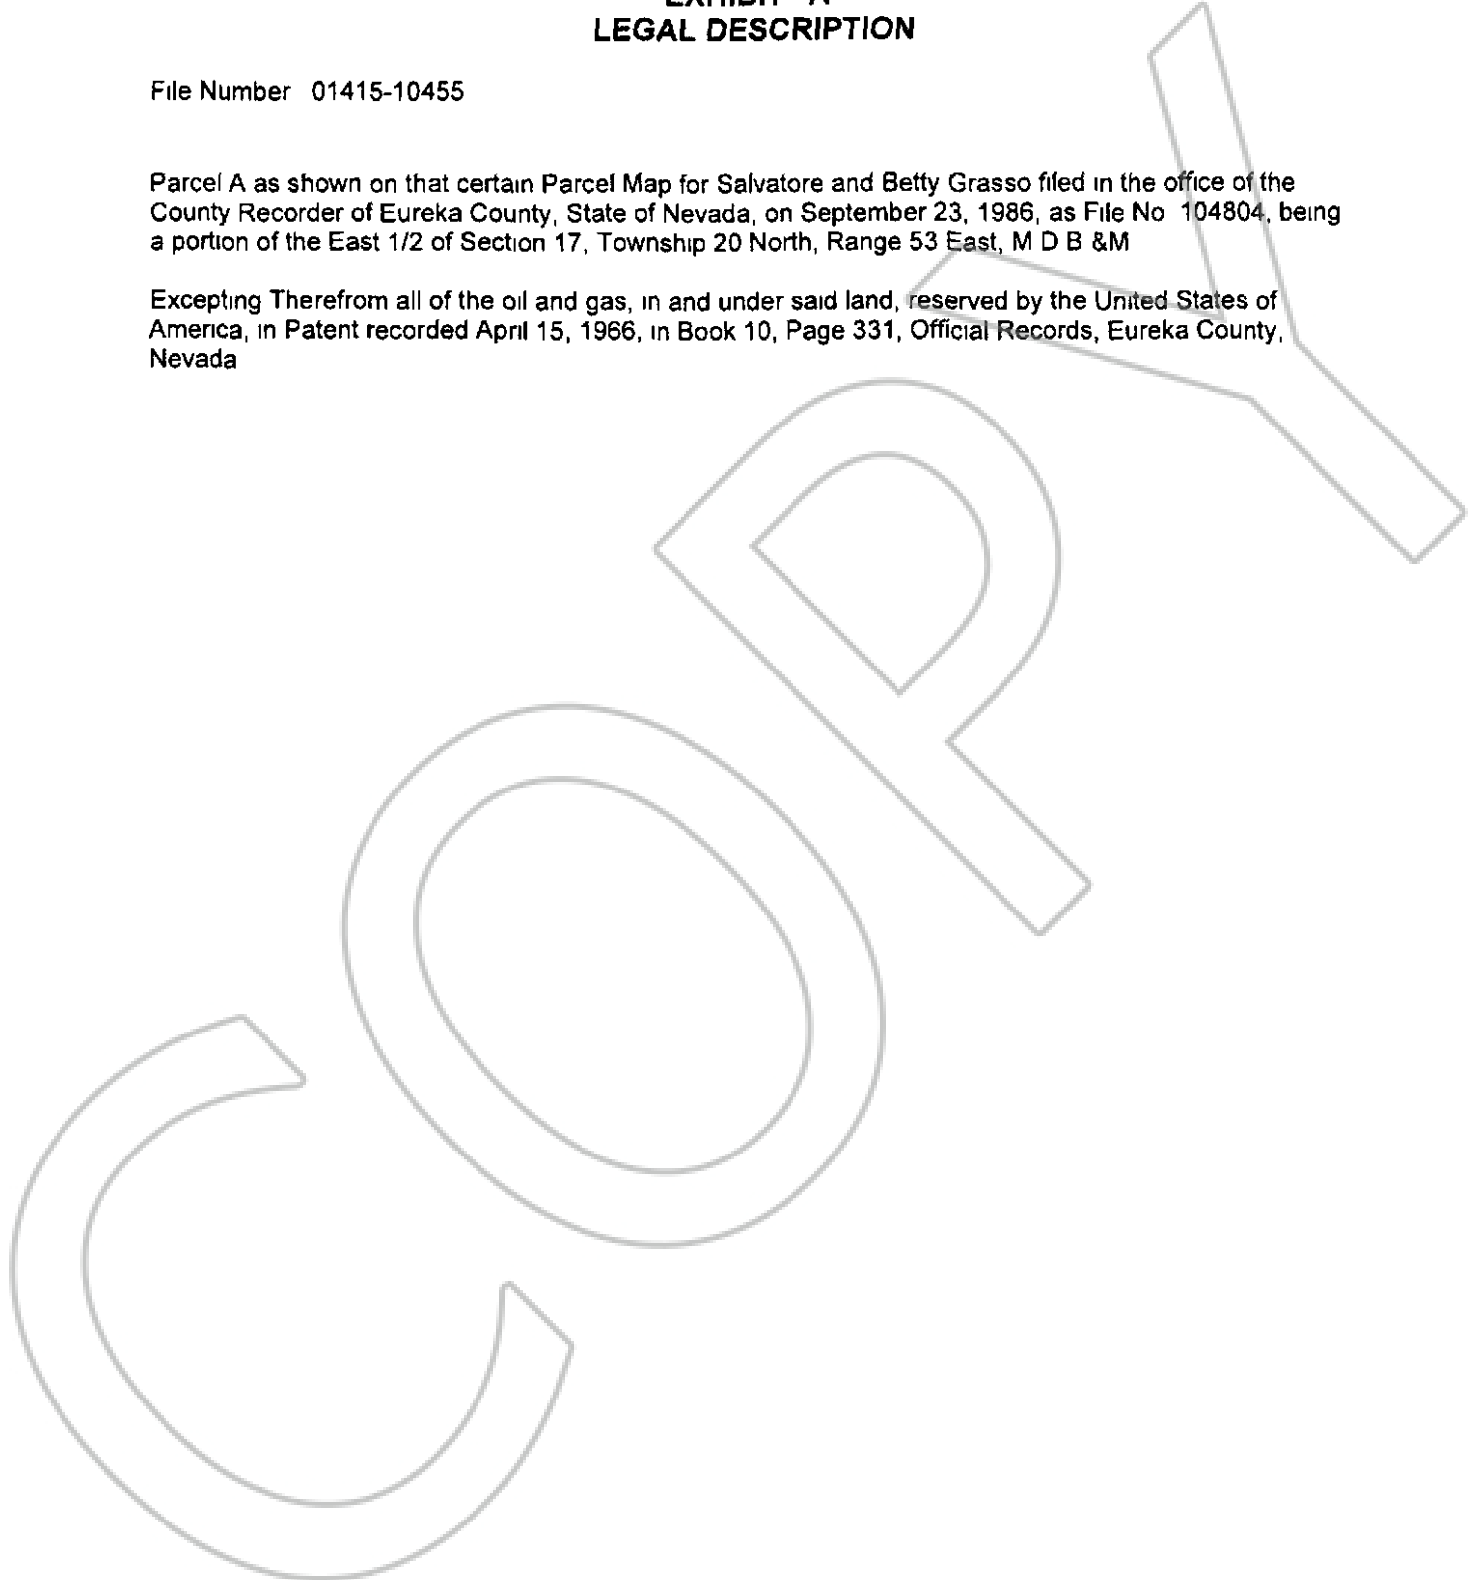 EXHIBIT "A"
LEGAL DESCRIPTION
File Number 01415-10455
Parcel A as shown on that certain Parcel Map for Salvatore and Betty Grasso filed in the office of the
County Recorder of Eureka County, State of Nevada, on September 23, 1986, as File No 104804, being
a portion of the East 1/2 of Section 17, Township 20 North, Range 53 East, M D B &M
Excepting Therefrom all of the oil and gas, in and under said land, reserved by the United States of
America, in Patent recorded April 15, 1966, in Book 10, Page 331, Official Records, Eureka County,
Nevada
COPY